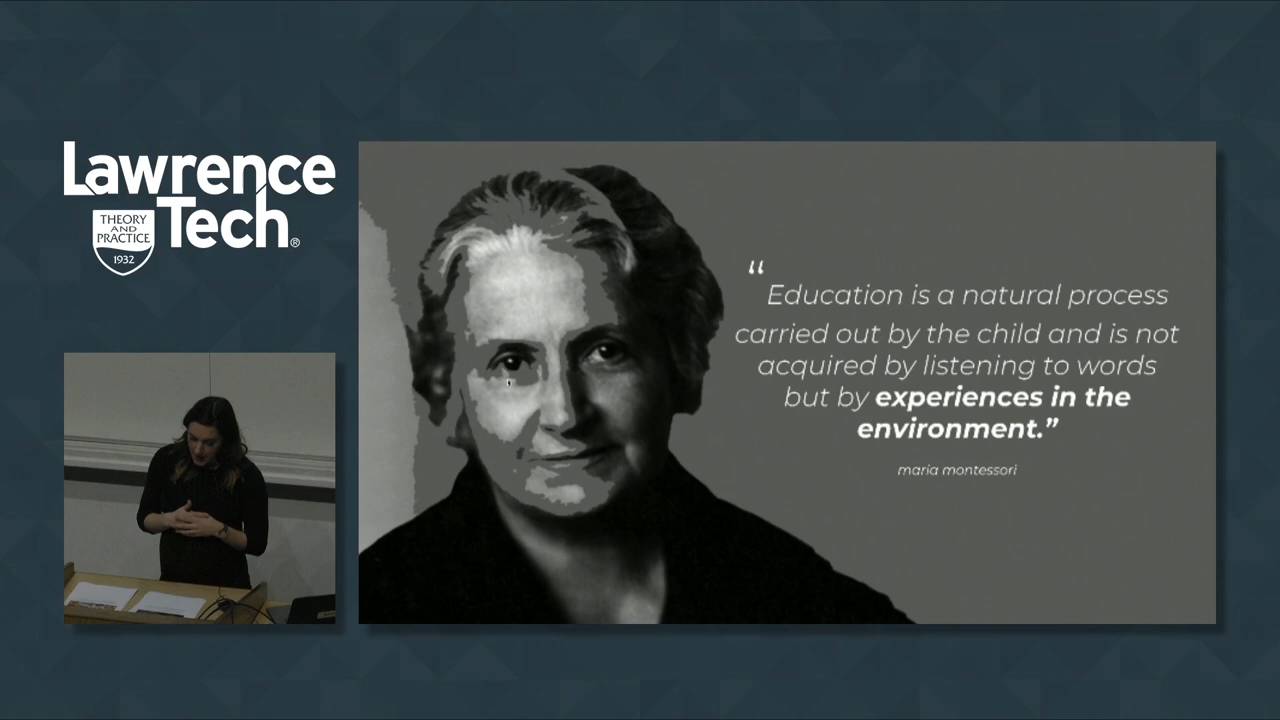 Lawrence
Tech®
THEORY
AND
PRACTICE
1932
“
Education is a natural process
carried out by the child and is not
acquired by listening to words
but by experiences in the
environment.”
maria montessori